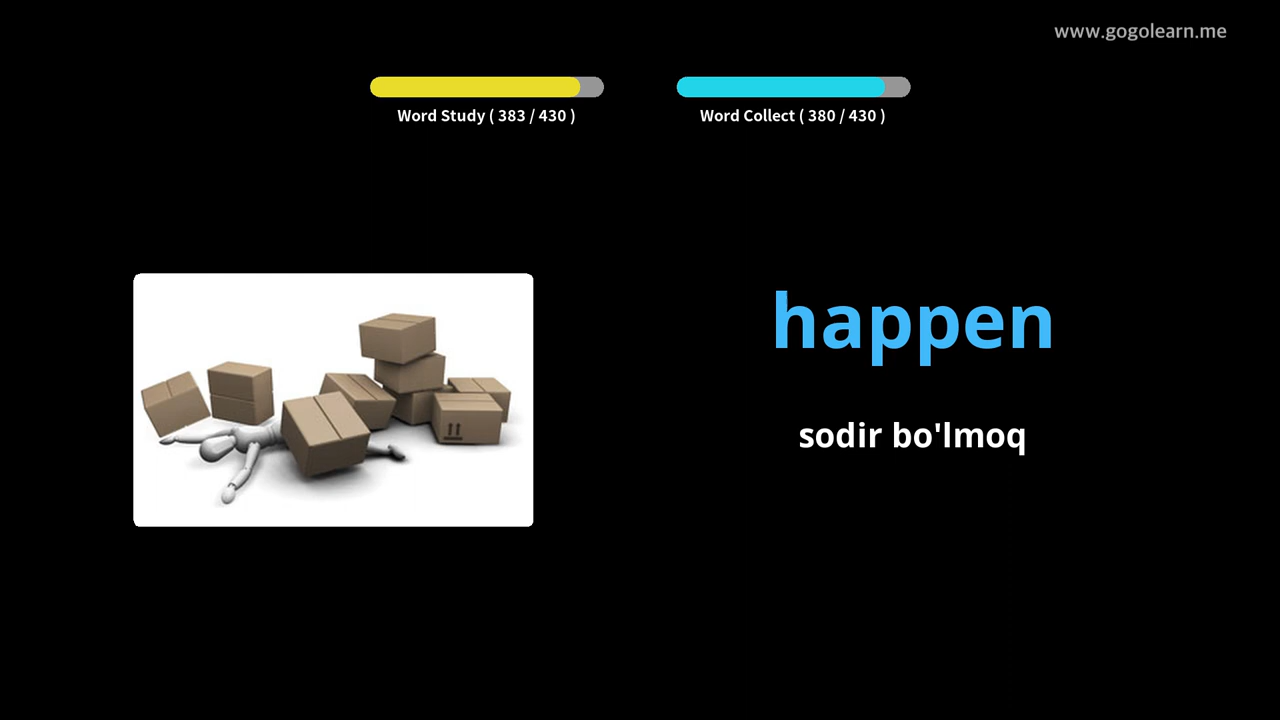 www.gogolearn.me
Word Study ( 383 / 430 )
Word Collect ( 380 / 430 )
happen
sodir bo'lmoq